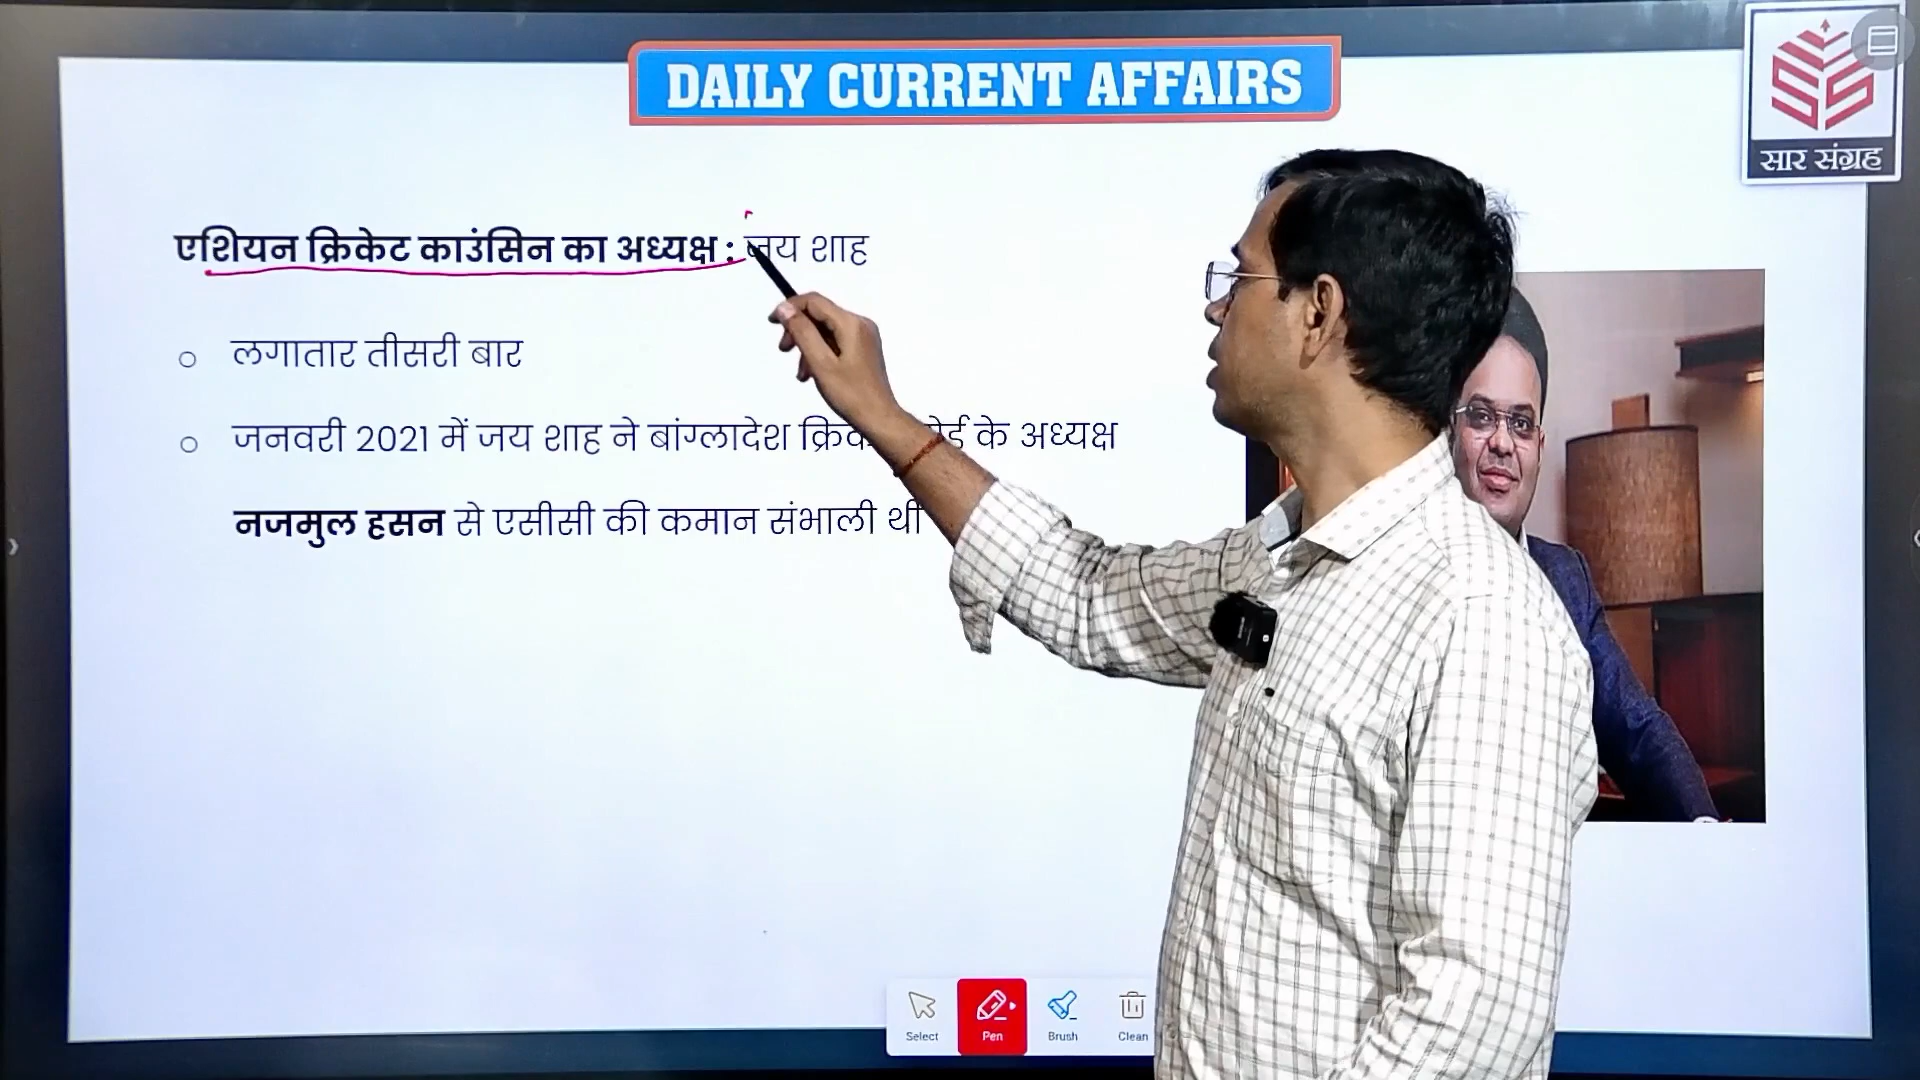 DAILY CURRENT AFFAIRS
सार संग्रह
एशियन क्रिकेट काउंसिन का अध्यक्ष : जय शाह
लगातार तीसरी बार
जनवरी 2021 में जय शाह ने बांग्लादेश के अध्यक्ष
नजमुल हसन से एसीसी की कमान संभाली थी
Select Pen Brush Clean